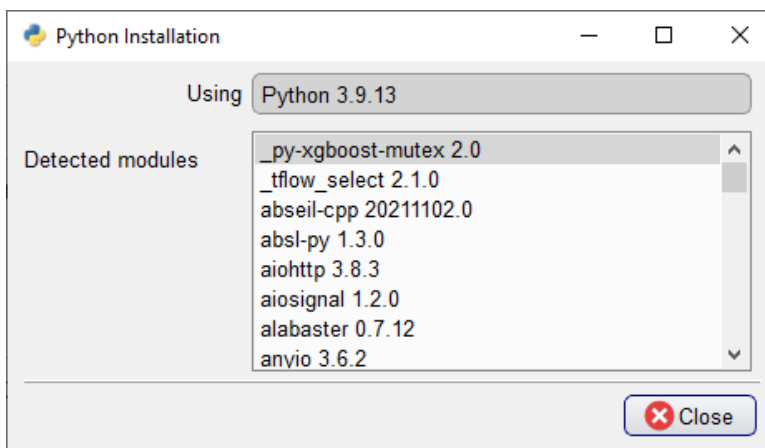 Python Installation
Using Python 3.9.13
Detected modules
_py-xgboost-mutex 2.0
_tflow_select 2.1.0
abseil-cpp 20211102.0
absl-py 1.3.0
aiohttp 3.8.3
aiosignal 1.2.0
alabaster 0.7.12
anyio 3.6.2
Close